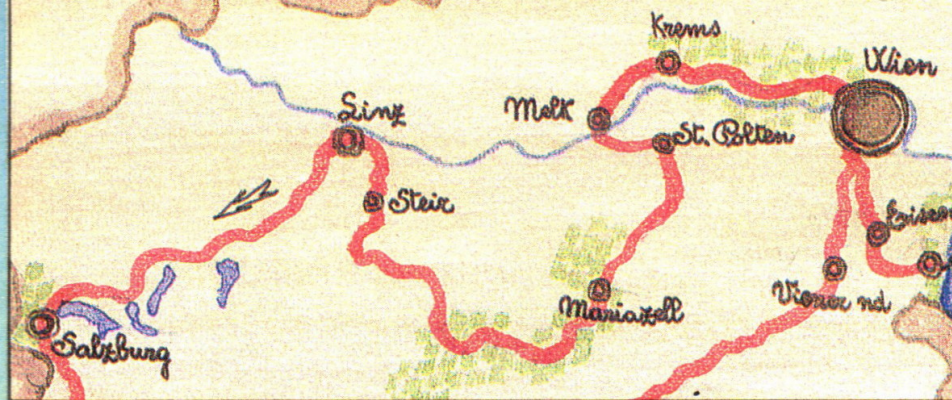 Krems
Wien
Linz
Melk
St. Pölten
Steir
Mariazell
Wiener nd
Salzburg